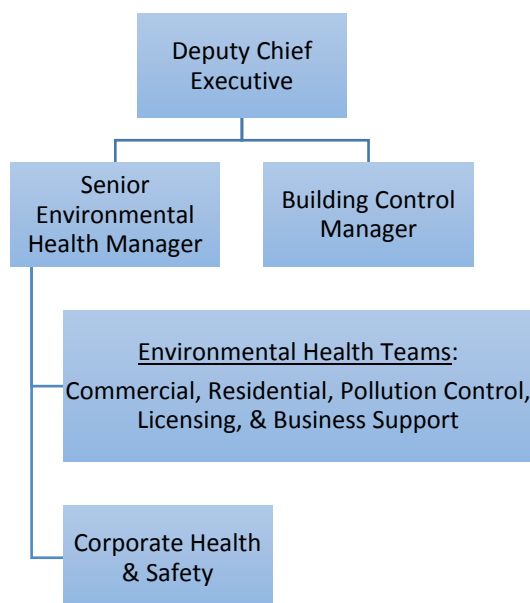 Deputy Chief
Executive
Senior
Environmental
Health Manager
Building Control
Manager
Environmental Health Teams:
Commercial, Residential, Pollution Control,
Licensing, & Business Support
Corporate Health
& Safety